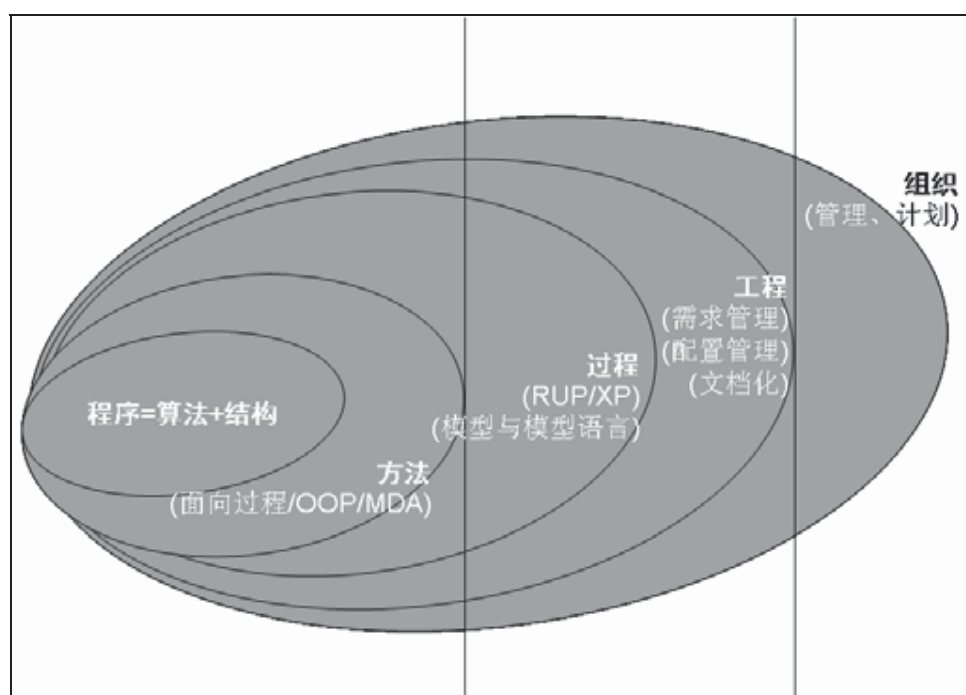 组织
(管理、计划)
工程
(需求管理)
(配置管理)
(文档化)
过程
(RUP/XP)
(模型与模型语言)
程序=算法+结构
方法
(面向过程/OOP/MDA)